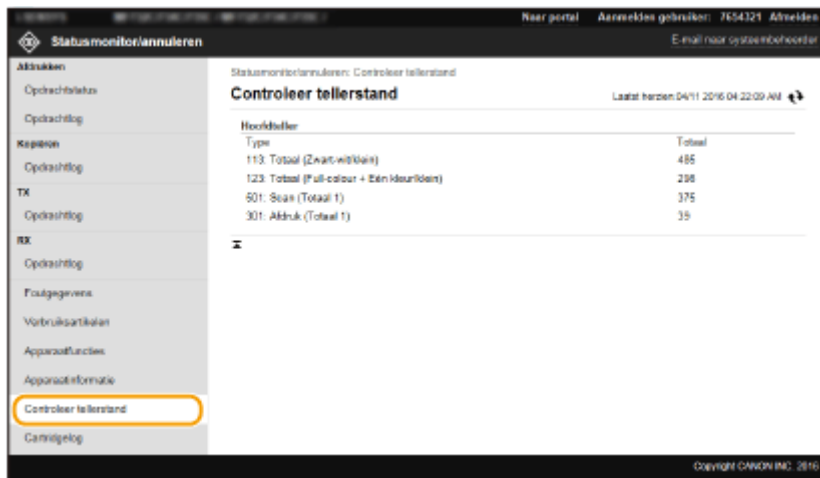 Naar portal Aanmelden gebruiker: 7654321 Afmelden
Statusmonitor/annuleren
E-mail naar systeembeheerder
Afdrukken
Opdrachtstatus
Opdrachtlog
Kopiëren
Opdrachtlog
TX
Opdrachtlog
RX
Opdrachtlog
Foutgegevens
Verbruiksartikelen
Apparaatfuncties
Apparaatinformatie
Controleer tellerstand
Cartridgelog
Statusmonitor/annuleren: Controleer tellerstand
Controleer tellerstand
Laatst herzien:04/11 2016 04:22:09 AM
Hoofdteller
Type Totaal
113: Totaal (Zwart-wit/klein) 485
123: Totaal (Full-colour + Eén kleur/klein) 298
501: Scan (Totaal 1) 375
301: Afdruk (Totaal 1) 39
Copyright CANON INC. 2016